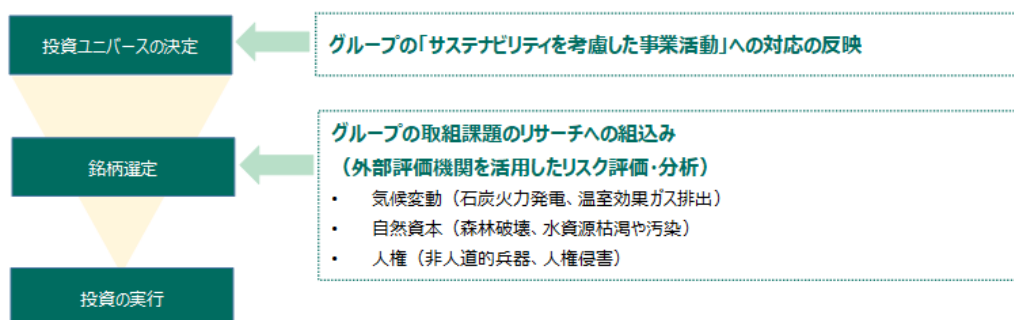 投資ユニバースの決定
グループの「サステナビリティを考慮した事業活動」への対応の反映
銘柄選定
グループの取組課題のリサーチへの組込み
（外部評価機関を活用したリスク評価・分析）
• 気候変動（石炭火力発電、温室効果ガス排出）
• 自然資本（森林破壊、水資源枯渇や汚染）
• 人権（非人道的兵器、人権侵害）
投資の実行